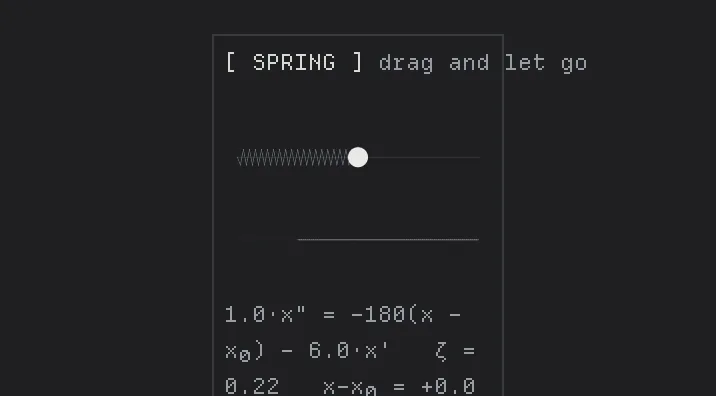 [ SPRING ] drag and let go
1.0·x" = -180(x -
x₀) - 6.0·x'   ζ =
0.22   x-x₀ = +0.0